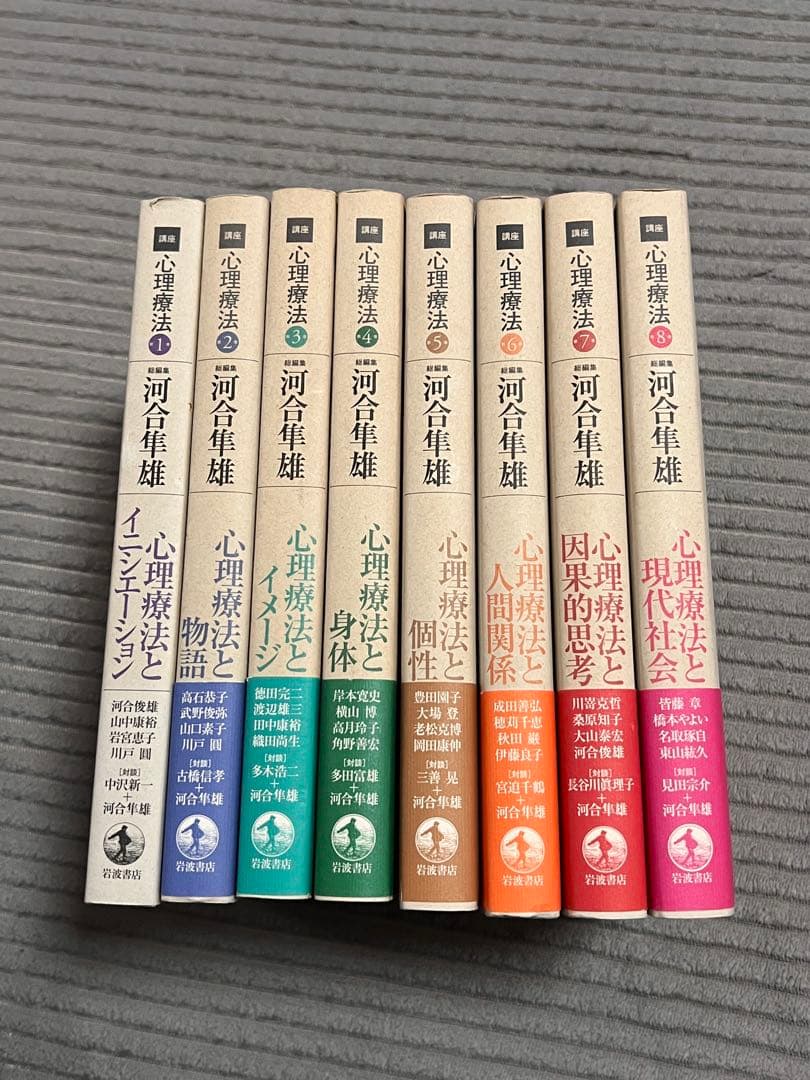 講座
心理療法
1
総編集
河合隼雄
心理療法と
イニシエーション
河合俊雄
山中康裕
岩宮恵子
川戸 圓
[対談]
中沢新一
+
河合隼雄
岩波書店
講座
心理療法
2
総編集
河合隼雄
心理療法と
物語
高石恭子
武野俊弥
山口素子
川戸 圓
[対談]
古橋信孝
+
河合隼雄
岩波書店
講座
心理療法
3
総編集
河合隼雄
心理療法と
イメージ
徳田完二
渡辺雄三
田中康裕
織田尚生
[対談]
多木浩二
+
河合隼雄
岩波書店
講座
心理療法
4
総編集
河合隼雄
心理療法と
身体
岸本寛史
横山 博
高月玲子
角野善宏
[対談]
多田富雄
+
河合隼雄
岩波書店
講座
心理療法
5
総編集
河合隼雄
心理療法と
個性
豊田園子
大場 登
老松克博
岡田康伸
[対談]
三善 晃
+
河合隼雄
岩波書店
講座
心理療法
6
総編集
河合隼雄
心理療法と
人間関係
成田善弘
穂苅千恵
秋田 巌
伊藤良子
[対談]
宮迫千鶴
+
河合隼雄
岩波書店
講座
心理療法
7
総編集
河合隼雄
心理療法と
因果的思考
川嵜克哲
桑原知子
大山泰宏
河合俊雄
[対談]
長谷川眞理子
+
河合隼雄
岩波書店
講座
心理療法
8
総編集
河合隼雄
心理療法と
現代社会
皆藤 章
橋本やよい
名取琢自
東山紘久
[対談]
見田宗介
+
河合隼雄
岩波書店